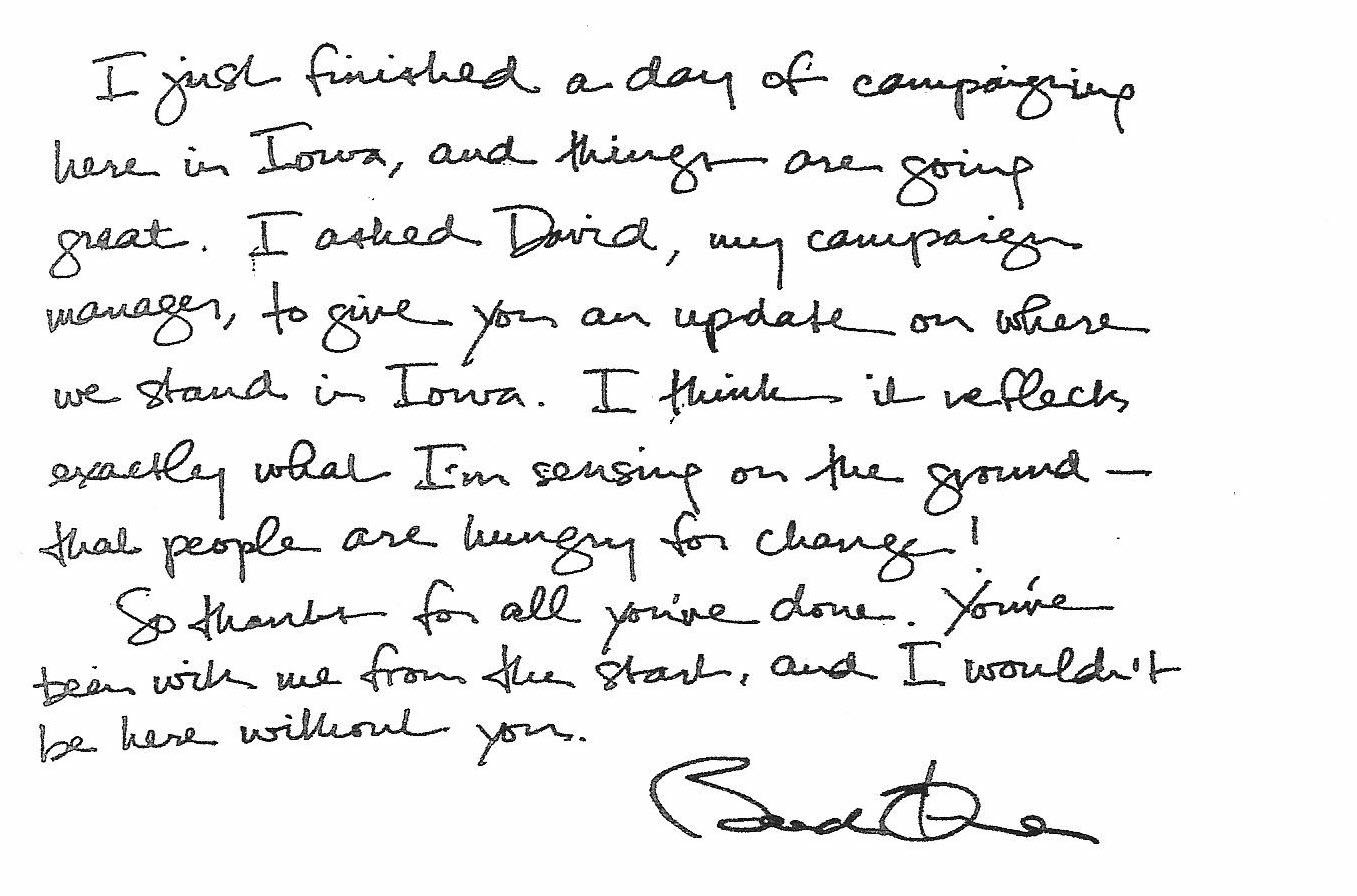 I just finished a day of campaigning
here in Iowa, and things are going
great. I asked David, my campaign
manager, to give you an update on where
we stand in Iowa. I think it reflects
exactly what I'm sensing on the ground —
that people are hungry for change!
So thanks for all you've done. You've
been with me from the start, and I wouldn't
be here without you.